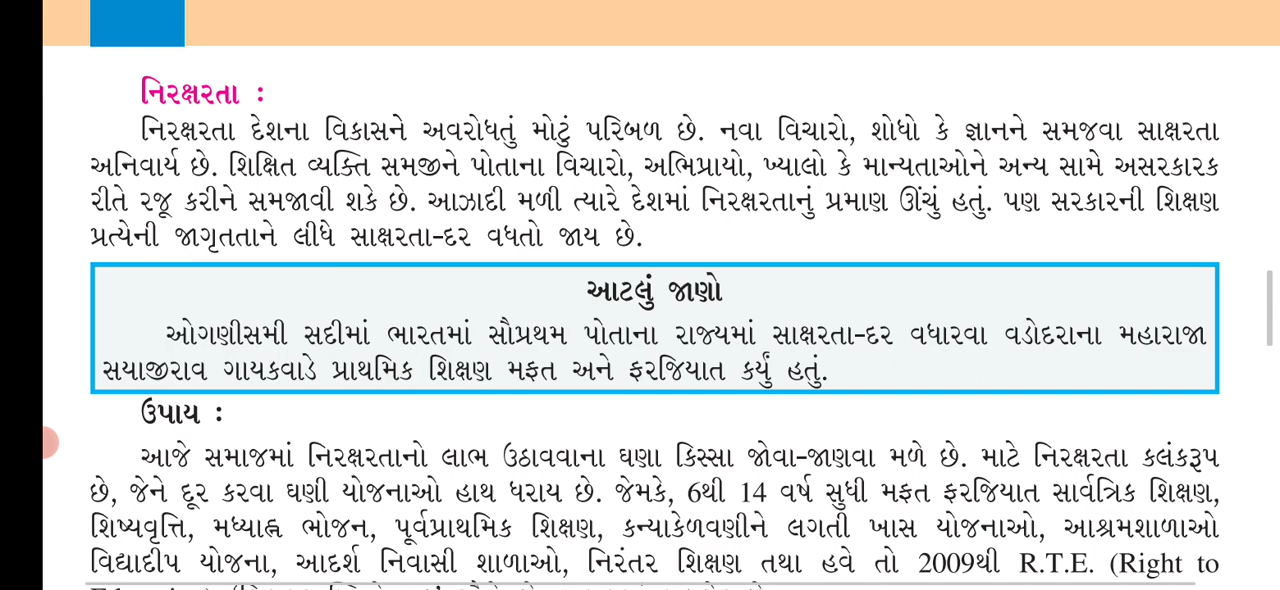 નિરક્ષરતા :
નિરક્ષરતા દેશના વિકાસને અવરોધતું મોટું પરિબળ છે. નવા વિચારો, શોધો કે જ્ઞાનને સમજવા સાક્ષરતા
અનિવાર્ય છે. શિક્ષિત વ્યક્તિ સમજીને પોતાના વિચારો, અભિપ્રાયો, ખ્યાલો કે માન્યતાઓને અન્ય સામે અસરકારક
રીતે રજૂ કરીને સમજાવી શકે છે. આઝાદી મળી ત્યારે દેશમાં નિરક્ષરતાનું પ્રમાણ ઊંચું હતું. પણ સરકારની શિક્ષણ
પ્રત્યેની જાગૃતતાને લીધે સાક્ષરતા-દર વધતો જાય છે.
આટલું જાણો
ઓગણીસમી સદીમાં ભારતમાં સૌપ્રથમ પોતાના રાજ્યમાં સાક્ષરતા-દર વધારવા વડોદરાના મહારાજા
સયાજીરાવ ગાયકવાડે પ્રાથમિક શિક્ષણ મફત અને ફરજિયાત કર્યું હતું.
ઉપાય :
આજે સમાજમાં નિરક્ષરતાનો લાભ ઉઠાવવાના ઘણા કિસ્સા જોવા-જાણવા મળે છે. માટે નિરક્ષરતા કલંકરૂપ
છે, જેને દૂર કરવા ઘણી યોજનાઓ હાથ ધરાય છે. જેમકે, 6થી 14 વર્ષ સુધી મફત ફરજિયાત સાર્વત્રિક શિક્ષણ,
શિષ્યવૃત્તિ, મધ્યાહ્ન ભોજન, પૂર્વપ્રાથમિક શિક્ષણ, કન્યાકેળવણીને લગતી ખાસ યોજનાઓ, આશ્રમશાળાઓ
વિદ્યાદીપ યોજના, આદર્શ નિવાસી શાળાઓ, નિરંતર શિક્ષણ તથા હવે તો 2009થી R.T.E. (Right to